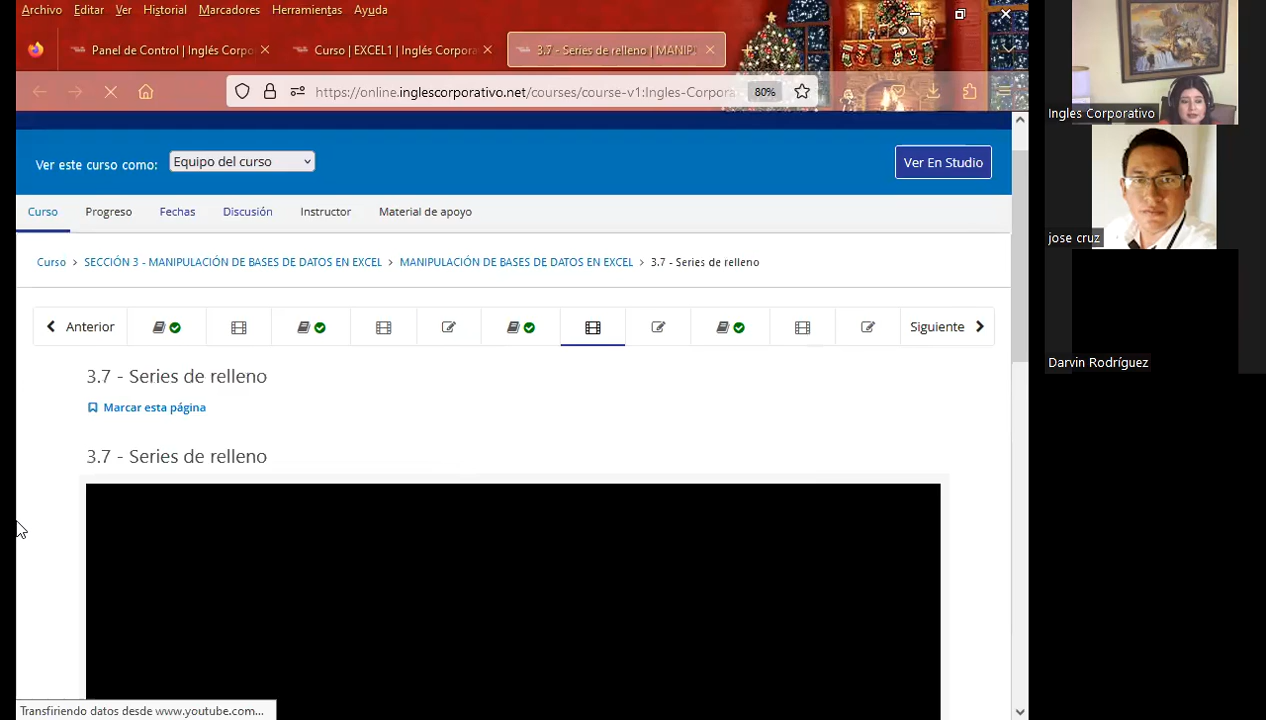 Archivo Editar Ver Historial Marcadores Herramientas Ayuda
Panel de Control | Inglés Corpo
Curso | EXCEL1 | Inglés Corpora
3.7 - Series de relleno | MANIP
https://online.inglescorporativo.net/courses/course-v1:Ingles-Corpora
80%
Ver este curso como:
Equipo del curso
Ver En Studio
Curso Progreso Fechas Discusión Instructor Material de apoyo
Curso > SECCIÓN 3 - MANIPULACIÓN DE BASES DE DATOS EN EXCEL > MANIPULACIÓN DE BASES DE DATOS EN EXCEL > 3.7 - Series de relleno
Anterior
Siguiente
3.7 - Series de relleno
Marcar esta página
3.7 - Series de relleno
Transfiriendo datos desde www.youtube.com...
Ingles Corporativo
jose cruz
Darvin Rodríguez